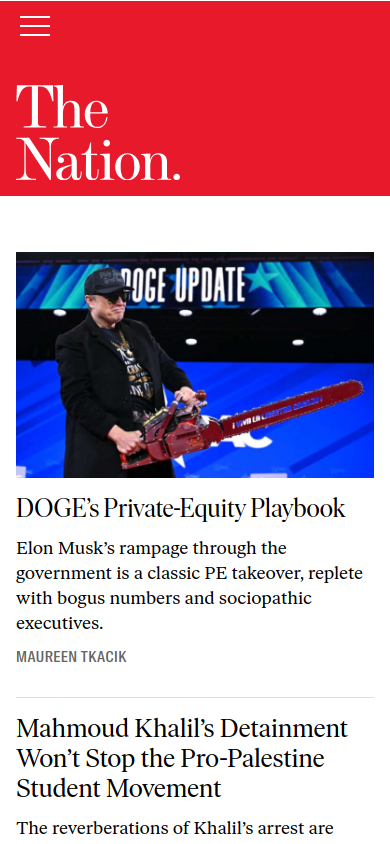 The
Nation.
DOGE UPDATE
DOGE's Private-Equity Playbook
Elon Musk’s rampage through the
government is a classic PE takeover, replete
with bogus numbers and sociopathic
executives.
MAUREEN TKACIK
Mahmoud Khalil’s Detainment
Won’t Stop the Pro-Palestine
Student Movement
The reverberations of Khalil’s arrest are